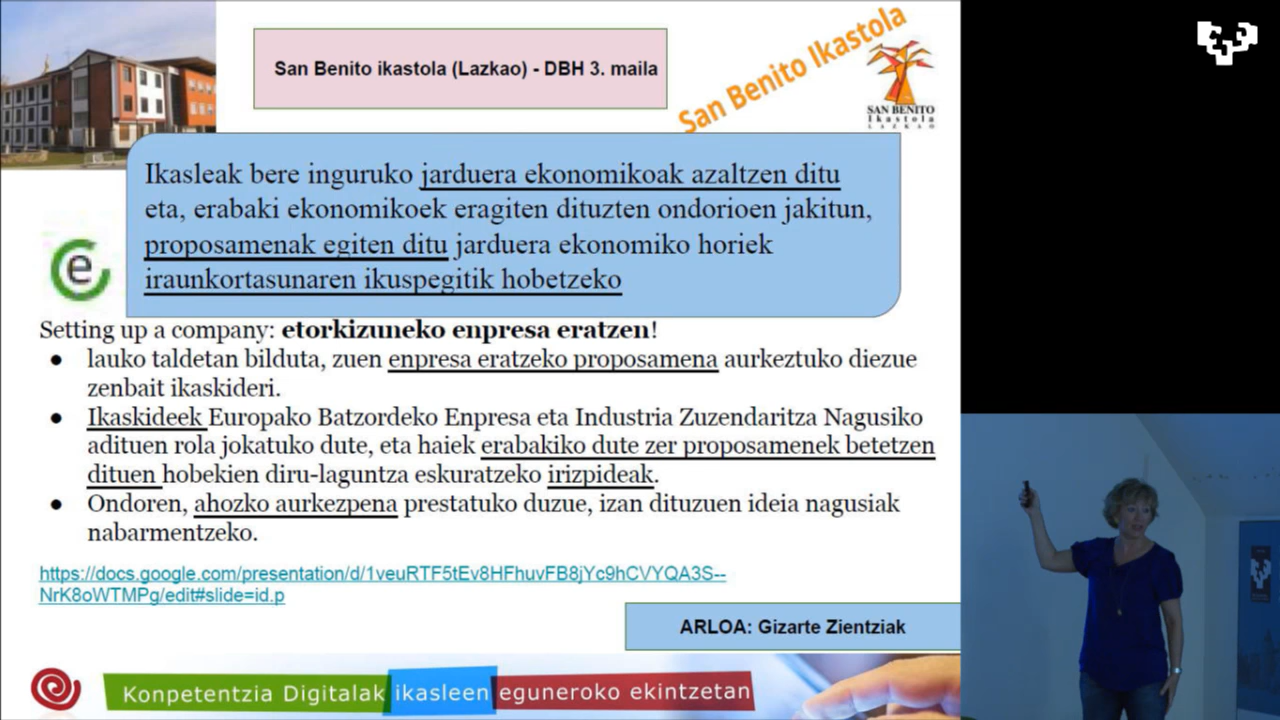 San Benito ikastola (Lazkao) - DBH 3. maila
San Benito Ikastola
SAN BENITO
Ikastola
LAZKAO
Ikasleak bere inguruko jarduera ekonomikoak azaltzen ditu
eta, erabaki ekonomikoek eragiten dituzten ondorioen jakitun,
proposamenak egiten ditu jarduera ekonomiko horiek
iraunkortasunaren ikuspegitik hobetzeko
e
Setting up a company: etorkizuneko enpresa eratzen!
● lauko taldetan bilduta, zuen enpresa eratzeko proposamena aurkeztuko diezue
zenbait ikaskideri.
● Ikaskideek Europako Batzordeko Enpresa eta Industria Zuzendaritza Nagusiko
adituen rola jokatuko dute, eta haiek erabakiko dute zer proposamenek betetzen
dituen hobekien diru-laguntza eskuratzeko irizpideak.
● Ondoren, ahozko aurkezpena prestatuko duzue, izan dituzuen ideia nagusiak
nabarmentzeko.
https://docs.google.com/presentation/d/1veuRTF5tEv8HFhuvFB8jYc9hCVYQA3S--
NrK8oWTMPg/edit#slide=id.p
ARLOA: Gizarte Zientziak
Konpetentzia Digitalak ikasleen eguneroko ekintzetan